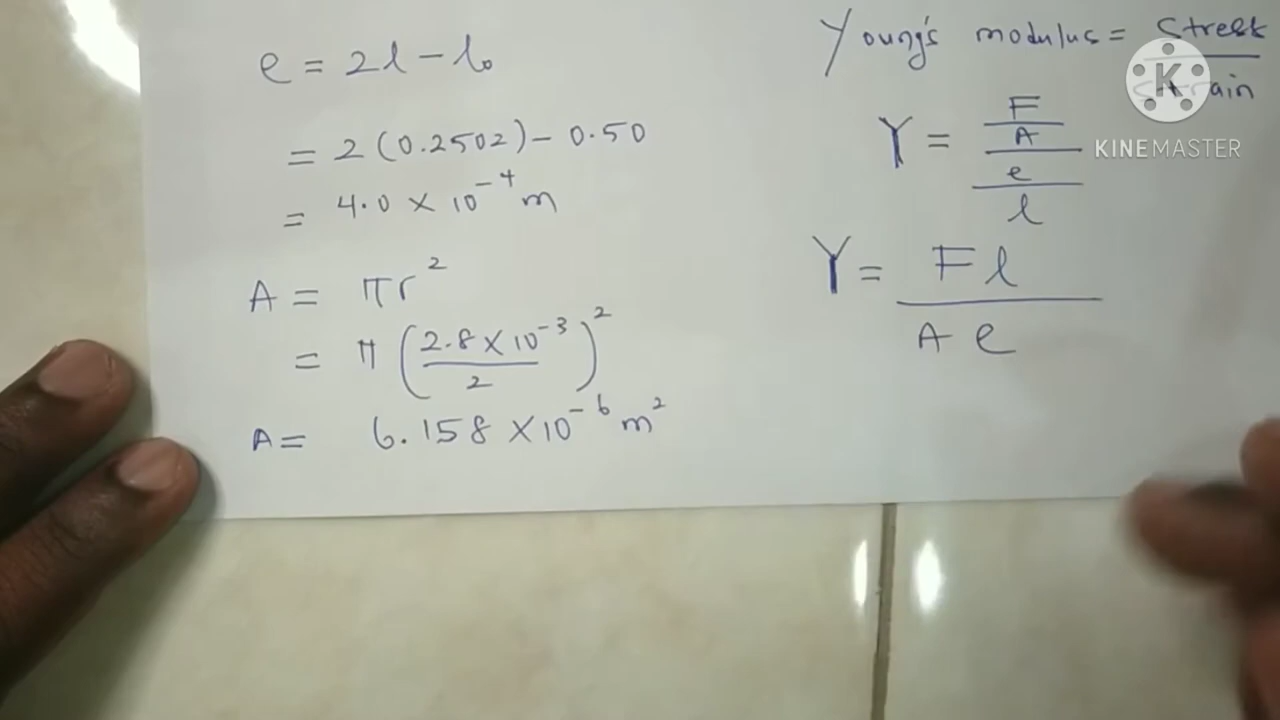 e = 2l - l₀
= 2(0.2502) - 0.50
= 4.0 × 10⁻⁴ m
A = πr²
= π(2.8 × 10⁻³ / 2)²
A = 6.158 × 10⁻⁶ m²
Young's modulus = Stress
K
KINEMASTER
Y = F
A
e
l
Y = Fl
Ae